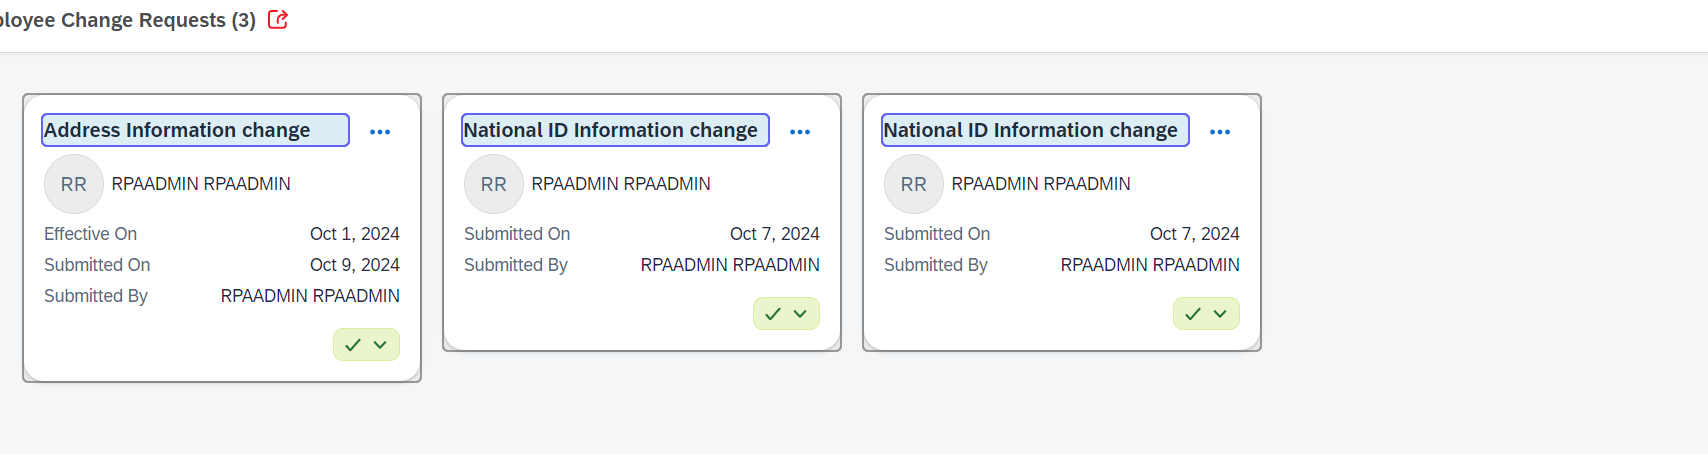 ployee Change Requests (3)
Address Information change
RR RPAADMIN RPAADMIN
Effective On Oct 1, 2024
Submitted On Oct 9, 2024
Submitted By RPAADMIN RPAADMIN
National ID Information change
RR RPAADMIN RPAADMIN
Submitted On Oct 7, 2024
Submitted By RPAADMIN RPAADMIN
National ID Information change
RR RPAADMIN RPAADMIN
Submitted On Oct 7, 2024
Submitted By RPAADMIN RPAADMIN